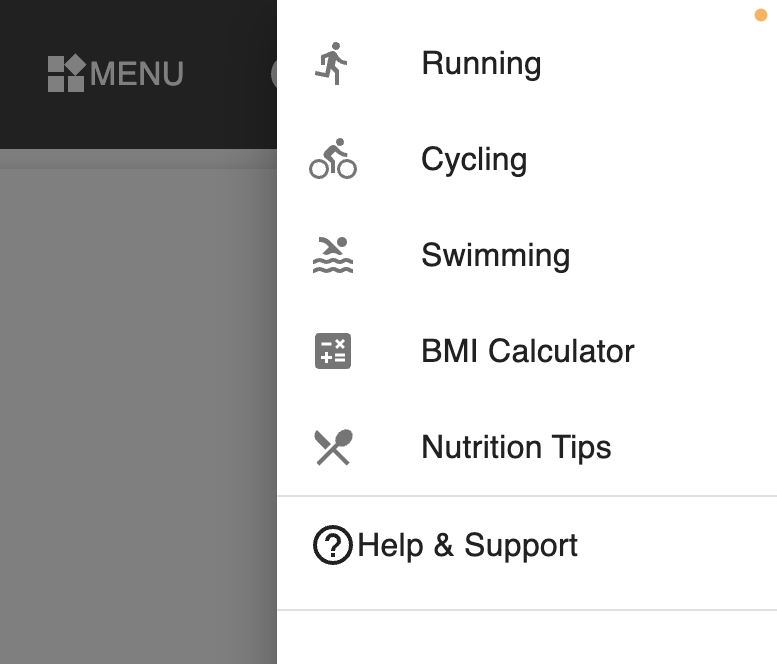 MENU
Running
Cycling
Swimming
BMI Calculator
Nutrition Tips
Help & Support